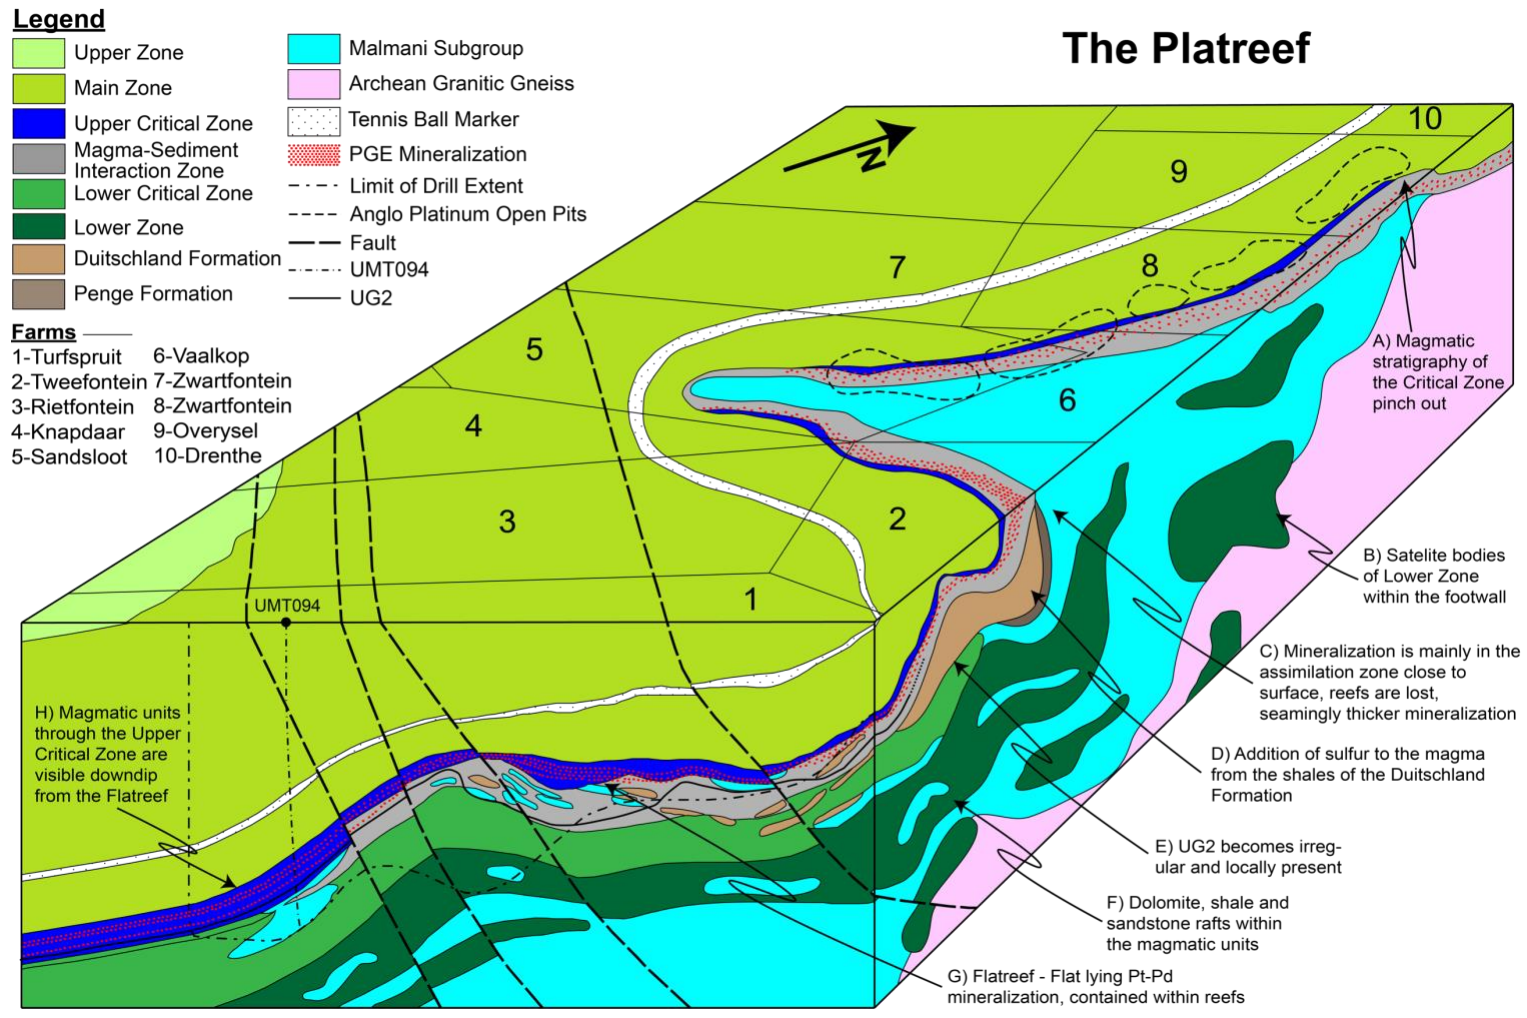 The Platreef
Legend
Upper Zone
Main Zone
Upper Critical Zone
Magma-Sediment
Interaction Zone
Lower Critical Zone
Lower Zone
Duitschland Formation
Penge Formation
Malmani Subgroup
Archean Granitic Gneiss
Tennis Ball Marker
PGE Mineralization
Limit of Drill Extent
Anglo Platinum Open Pits
Fault
UMT094
UG2
Farms
1-Turfspruit
2-Tweefontein
3-Rietfontein
4-Knapdaar
5-Sandsloot
6-Vaalkop
7-Zwartfontein
8-Zwartfontein
9-Overysel
10-Drenthe
N
10
9
8
7
6
5
4
3
2
1
UMT094
A) Magmatic
stratigraphy of
the Critical Zone
pinch out
B) Satelite bodies
of Lower Zone
within the footwall
C) Mineralization is mainly in the
assimilation zone close to
surface, reefs are lost,
seamingly thicker mineralization
D) Addition of sulfur to the magma
from the shales of the Duitschland
Formation
E) UG2 becomes irreg-
ular and locally present
F) Dolomite, shale and
sandstone rafts within
the magmatic units
G) Flatreef - Flat lying Pt-Pd
mineralization, contained within reefs
H) Magmatic units
through the Upper
Critical Zone are
visible downdip
from the Flatreef